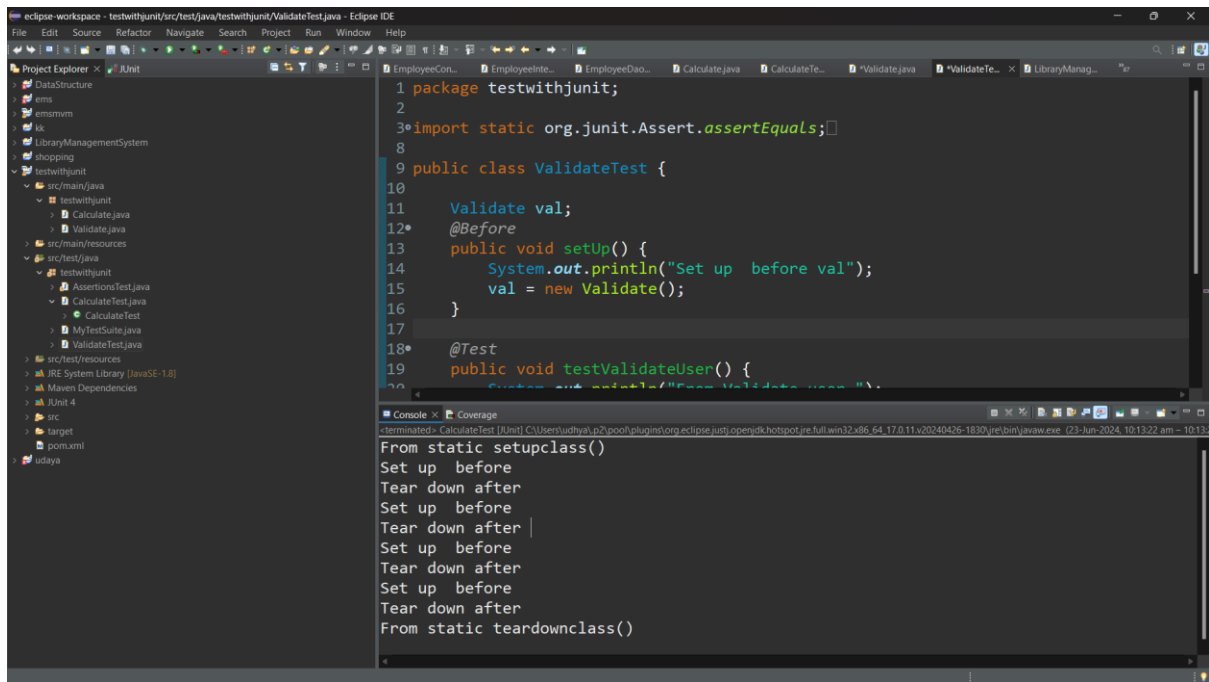 eclipse-workspace - testwithjunit/src/test/java/testwithjunit/ValidateTest.java - Eclipse IDE
File Edit Source Refactor Navigate Search Project Run Window Help
Project Explorer × JUnit
DataStructure
ems
emsmvm
kk
LibraryManagementSystem
shopping
testwithjunit
src/main/java
testwithjunit
Calculate.java
Validate.java
src/main/resources
src/test/java
testwithjunit
AssertionsTest.java
CalculateTest.java
CalculateTest
MyTestSuite.java
ValidateTest.java
src/test/resources
JRE System Library [JavaSE-1.8]
Maven Dependencies
JUnit 4
src
target
pom.xml
udaya
EmployeeCon... EmployeeInte... EmployeeDao... Calculate.java CalculateTe... *Validate.java *ValidateTe... × LibraryManag...
1 package testwithjunit;
2
3 import static org.junit.Assert.assertEquals;
8
9 public class ValidateTest {
10
11 Validate val;
12 @Before
13 public void setUp() {
14 System.out.println("Set up  before val");
15 val = new Validate();
16 }
17
18 @Test
19 public void testValidateUser() {
20 System.out.println("From Validate user ");
Console × Coverage
<terminated> CalculateTest [JUnit] C:\Users\udhya\.p2\pool\plugins\org.eclipse.justj.openjdk.hotspot.jre.full.win32.x86_64_17.0.11.v20240426-1830\jre\bin\javaw.exe (23-Jun-2024, 10:13:22 am – 10:13:2
From static setupclass()
Set up  before
Tear down after
Set up  before
Tear down after
Set up  before
Tear down after
Set up  before
Tear down after
From static teardownclass()